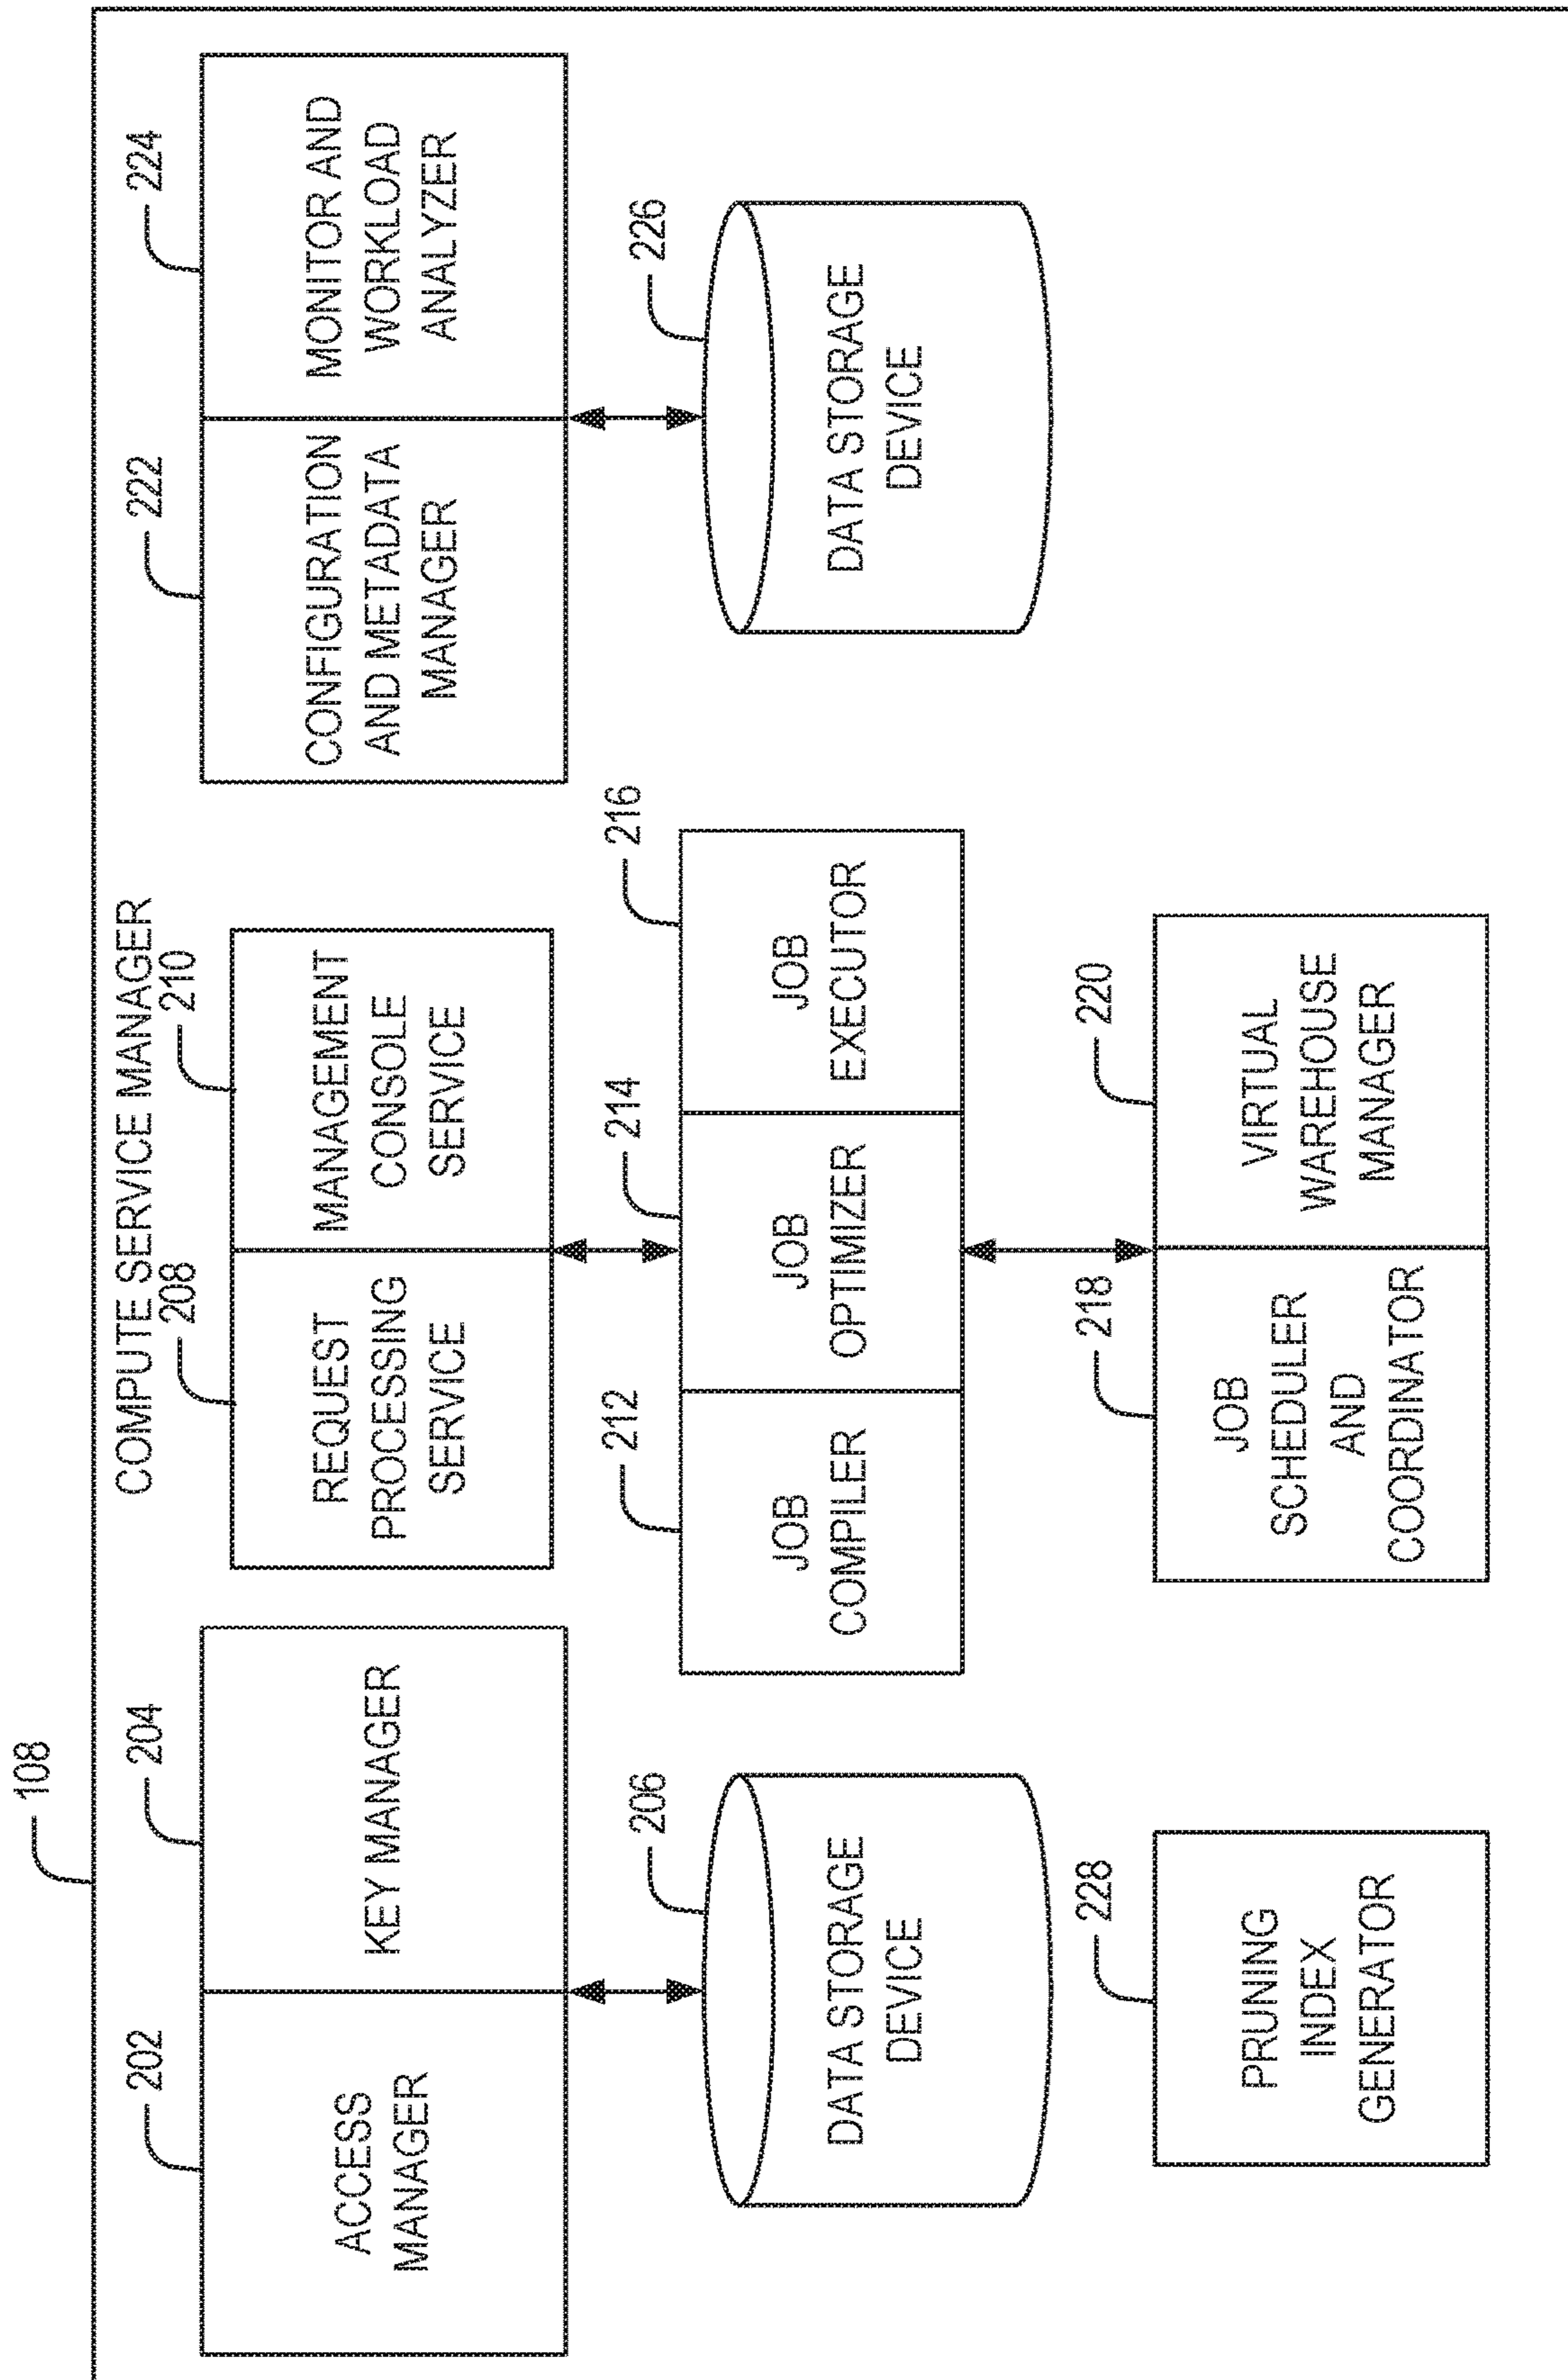 108
COMPUTE SERVICE MANAGER
202
204
ACCESS
MANAGER
KEY MANAGER
206
DATA STORAGE
DEVICE
228
PRUNING
INDEX
GENERATOR
208
210
REQUEST
PROCESSING
SERVICE
MANAGEMENT
CONSOLE
SERVICE
212
214
216
JOB
COMPILER
JOB
OPTIMIZER
JOB
EXECUTOR
218
220
JOB
SCHEDULER
AND
COORDINATOR
VIRTUAL
WAREHOUSE
MANAGER
222
224
CONFIGURATION
AND METADATA
MANAGER
MONITOR AND
WORKLOAD
ANALYZER
226
DATA STORAGE
DEVICE